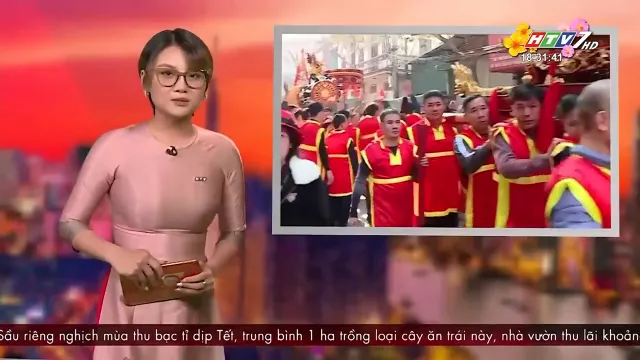 HTV7 HD
18:31:41
Sầu riêng nghịch mùa thu bạc tỉ dịp Tết, trung bình 1 ha trồng loại cây ăn trái này, nhà vườn thu lãi khoản